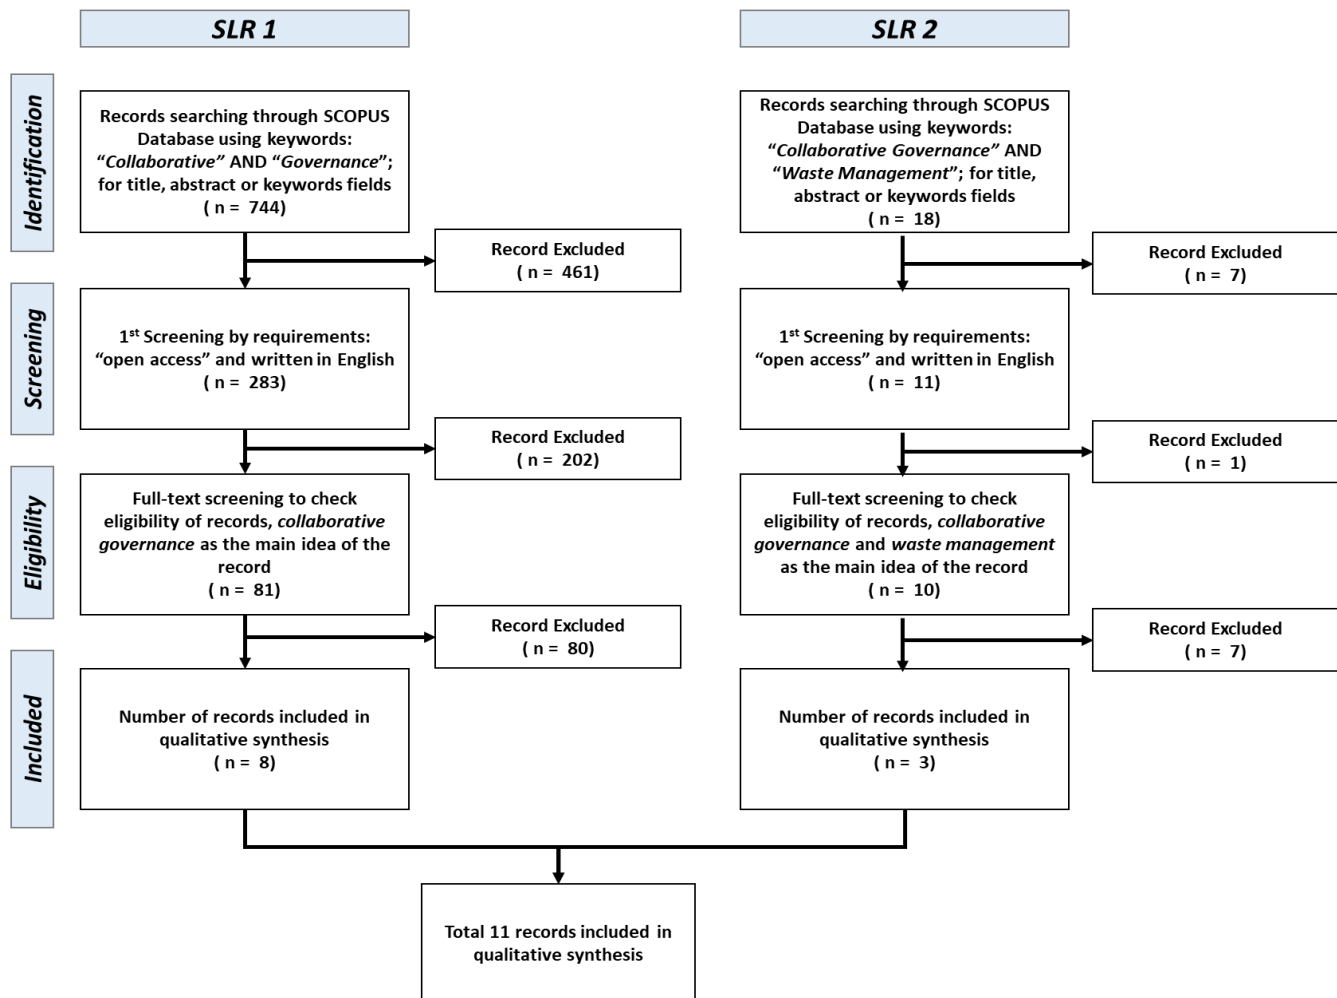 SLR 1
SLR 2
Identification
Records searching through SCOPUS
Database using keywords:
“Collaborative” AND “Governance”;
for title, abstract or keywords fields
( n = 744)
Records searching through SCOPUS
Database using keywords:
“Collaborative Governance” AND
“Waste Management”; for title,
abstract or keywords fields
( n = 18)
Record Excluded
( n = 461)
Record Excluded
( n = 7)
Screening
1st Screening by requirements:
“open access” and written in English
( n = 283)
1st Screening by requirements:
“open access” and written in English
( n = 11)
Record Excluded
( n = 202)
Record Excluded
( n = 1)
Eligibility
Full-text screening to check
eligibility of records, collaborative
governance as the main idea of the
record
( n = 81)
Full-text screening to check
eligibility of records, collaborative
governance and waste management
as the main idea of the record
( n = 10)
Record Excluded
( n = 80)
Record Excluded
( n = 7)
Included
Number of records included in
qualitative synthesis
( n = 8)
Number of records included in
qualitative synthesis
( n = 3)
Total 11 records included in
qualitative synthesis